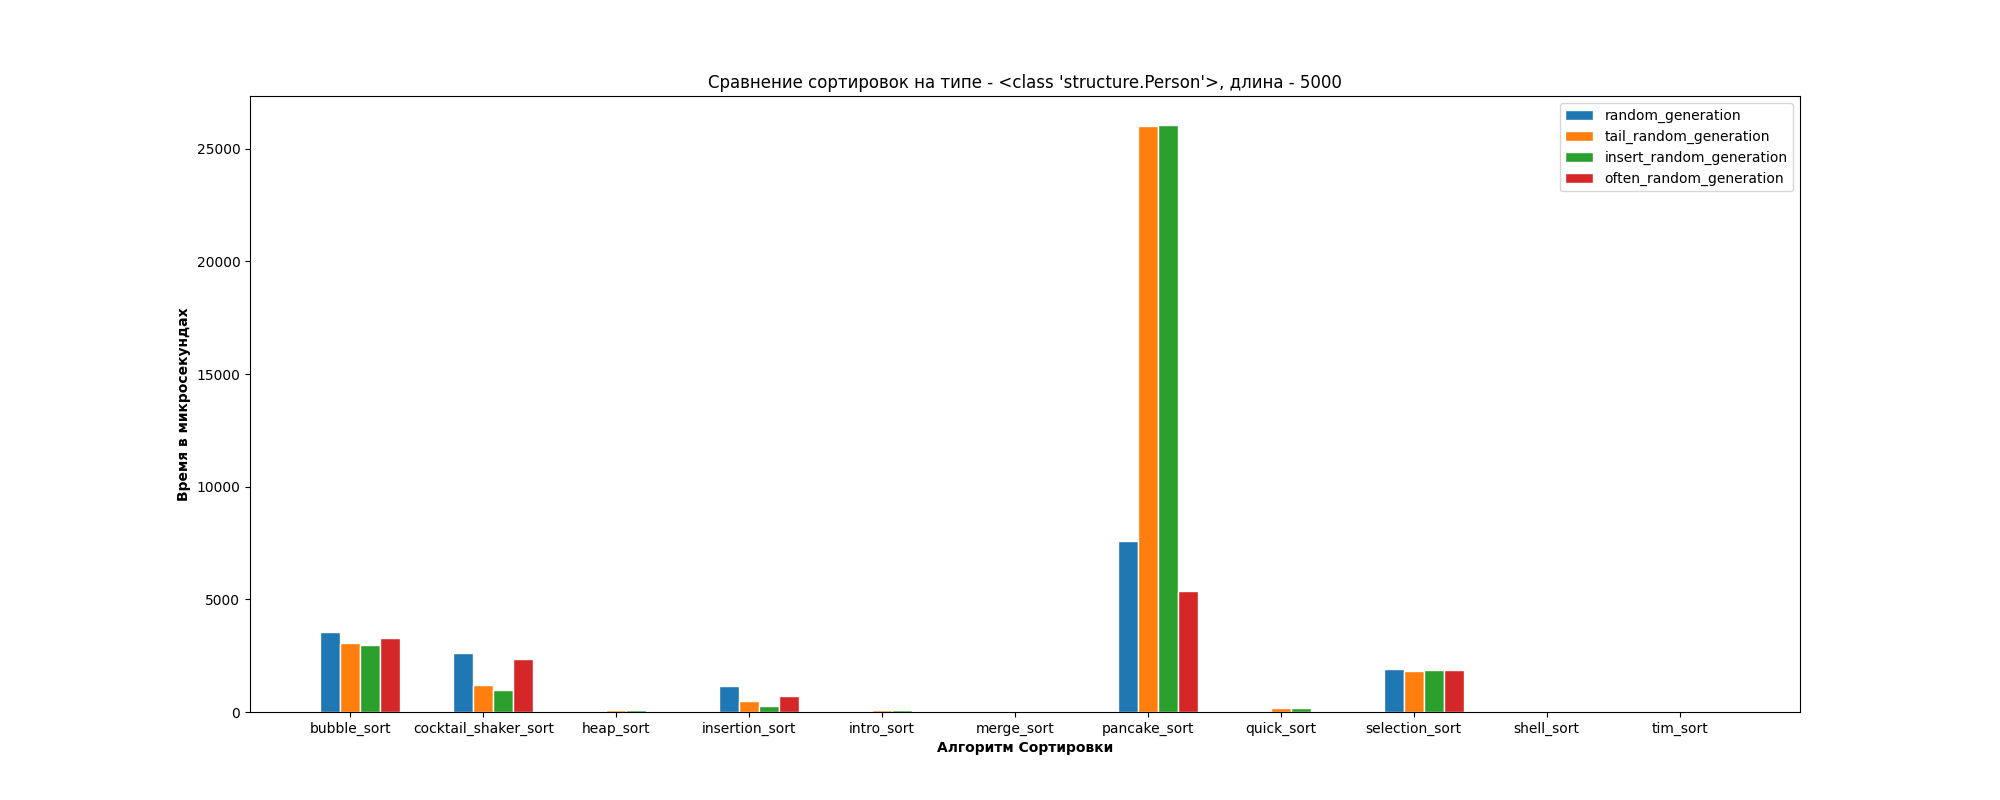 Сравнение сортировок на типе - <class 'structure.Person'>, длина - 5000
random_generation
tail_random_generation
insert_random_generation
often_random_generation
25000
20000
15000
10000
5000
0
Время в микросекундах
bubble_sort
cocktail_shaker_sort
heap_sort
insertion_sort
intro_sort
merge_sort
pancake_sort
quick_sort
selection_sort
shell_sort
tim_sort
Алгоритм Сортировки